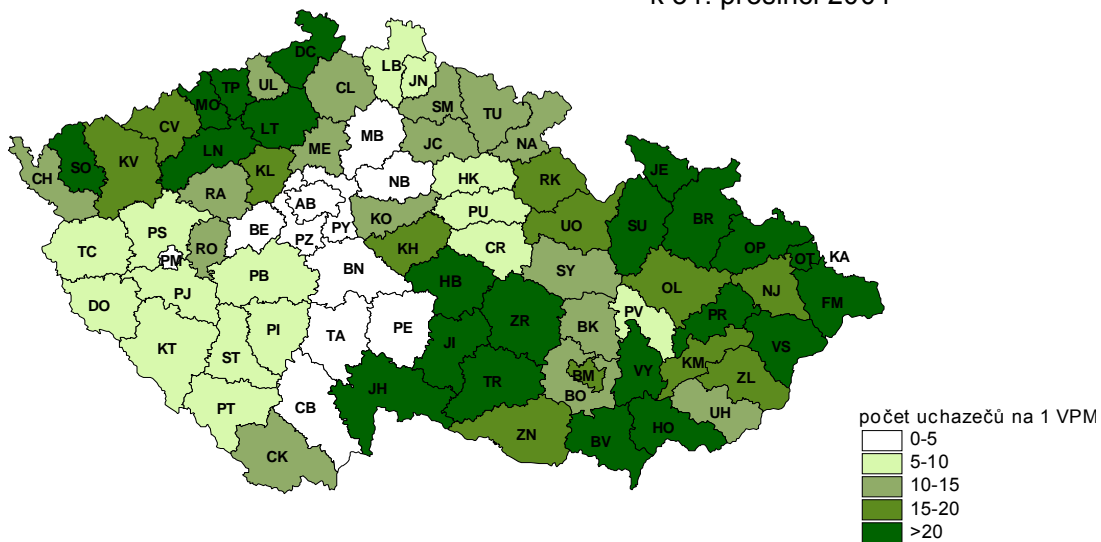 k 31. prosinci
DC
LB
JN
TP
UL
CL
MO
SM
TU
CV
LT
MB
JC
NA
LN
ME
KV
SO
KL
CH
RA
NB
HK
RK
JE
AB
KO
PU
UO
SU
BR
PS
BE
PY
PZ
RO
TC
PM
KH
CR
OP
OT
KA
BN
SY
PB
HB
OL
NJ
FM
DO
PJ
PI
TA
PE
ZR
BK
PV
PR
VS
KT
ST
JI
KM
ZL
JH
TR
BM
BO
VY
PT
CB
ZN
BV
HO
UH
CK
počet uchazečů na 1 VPM
0-5
5-10
10-15
15-20
>20